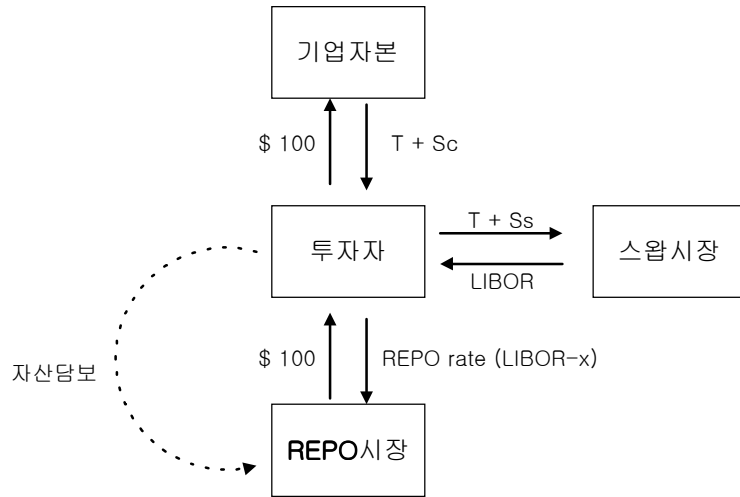 기업자본
$ 100
T + Sc
투자자
T + Ss
LIBOR
스왑시장
자산담보
$ 100
REPO rate (LIBOR-x)
REPO시장